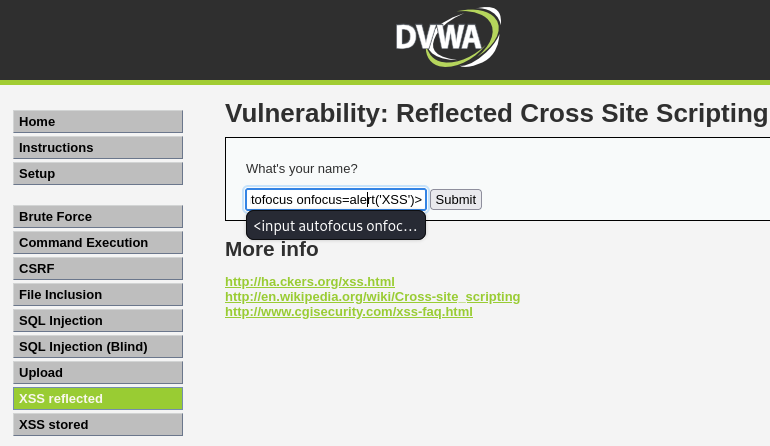 DVWA
Home
Instructions
Setup
Brute Force
Command Execution
CSRF
File Inclusion
SQL Injection
SQL Injection (Blind)
Upload
XSS reflected
XSS stored
Vulnerability: Reflected Cross Site Scripting
What's your name?
tofocus onfocus=alert('XSS')> Submit
<input autofocus onfoc...
More info
http://ha.ckers.org/xss.html
http://en.wikipedia.org/wiki/Cross-site_scripting
http://www.cgisecurity.com/xss-faq.html